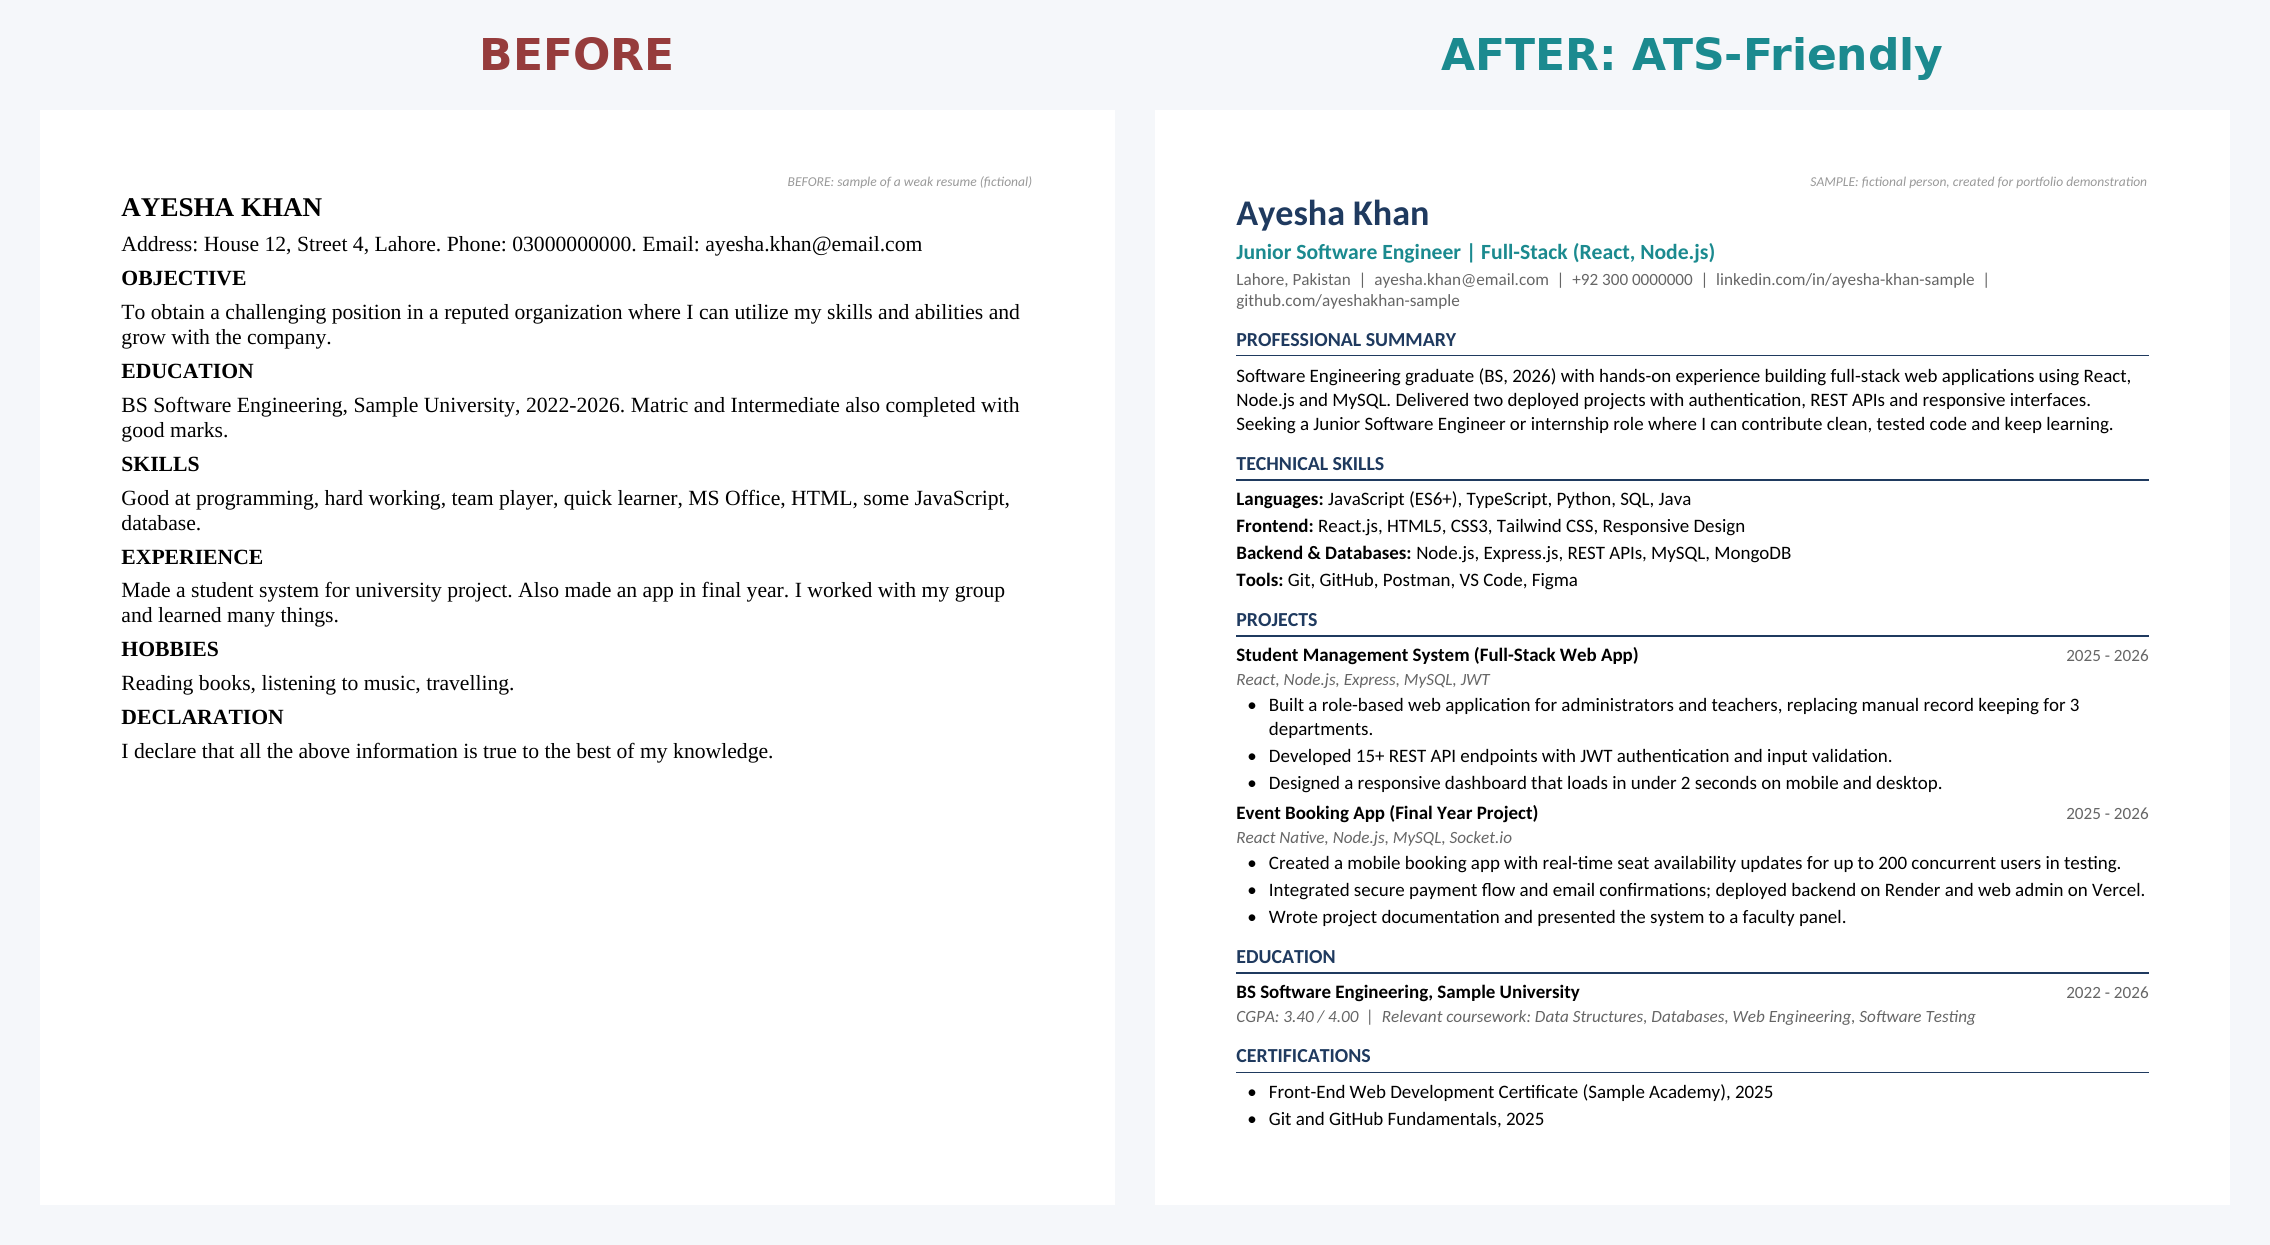 BEFORE
BEFORE: sample of a weak resume (fictional)
AYESHA KHAN
Address: House 12, Street 4, Lahore. Phone: 03000000000. Email: ayesha.khan@email.com
OBJECTIVE
To obtain a challenging position in a reputed organization where I can utilize my skills and abilities and
grow with the company.
EDUCATION
BS Software Engineering, Sample University, 2022-2026. Matric and Intermediate also completed with
good marks.
SKILLS
Good at programming, hard working, team player, quick learner, MS Office, HTML, some JavaScript,
database.
EXPERIENCE
Made a student system for university project. Also made an app in final year. I worked with my group
and learned many things.
HOBBIES
Reading books, listening to music, travelling.
DECLARATION
I declare that all the above information is true to the best of my knowledge.
AFTER: ATS-Friendly
SAMPLE: fictional person, created for portfolio demonstration
Ayesha Khan
Junior Software Engineer | Full-Stack (React, Node.js)
Lahore, Pakistan | ayesha.khan@email.com | +92 300 0000000 | linkedin.com/in/ayesha-khan-sample |
github.com/ayeshakhan-sample
PROFESSIONAL SUMMARY
Software Engineering graduate (BS, 2026) with hands-on experience building full-stack web applications using React,
Node.js and MySQL. Delivered two deployed projects with authentication, REST APIs and responsive interfaces.
Seeking a Junior Software Engineer or internship role where I can contribute clean, tested code and keep learning.
TECHNICAL SKILLS
Languages: JavaScript (ES6+), TypeScript, Python, SQL, Java
Frontend: React.js, HTML5, CSS3, Tailwind CSS, Responsive Design
Backend & Databases: Node.js, Express.js, REST APIs, MySQL, MongoDB
Tools: Git, GitHub, Postman, VS Code, Figma
PROJECTS
Student Management System (Full-Stack Web App) 2025 - 2026
React, Node.js, Express, MySQL, JWT
• Built a role-based web application for administrators and teachers, replacing manual record keeping for 3
departments.
• Developed 15+ REST API endpoints with JWT authentication and input validation.
• Designed a responsive dashboard that loads in under 2 seconds on mobile and desktop.
Event Booking App (Final Year Project) 2025 - 2026
React Native, Node.js, MySQL, Socket.io
• Created a mobile booking app with real-time seat availability updates for up to 200 concurrent users in testing.
• Integrated secure payment flow and email confirmations; deployed backend on Render and web admin on Vercel.
• Wrote project documentation and presented the system to a faculty panel.
EDUCATION
BS Software Engineering, Sample University 2022 - 2026
CGPA: 3.40 / 4.00 | Relevant coursework: Data Structures, Databases, Web Engineering, Software Testing
CERTIFICATIONS
• Front-End Web Development Certificate (Sample Academy), 2025
• Git and GitHub Fundamentals, 2025